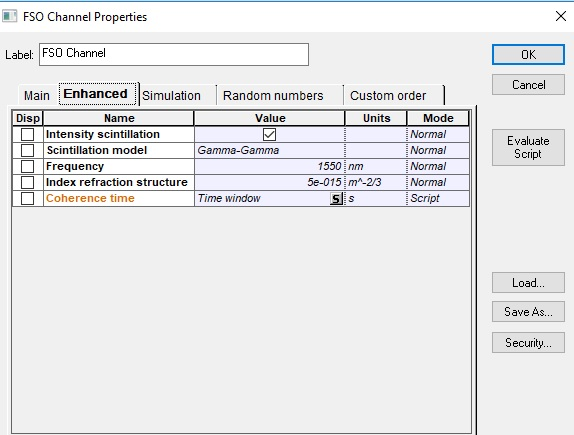 FSO Channel Properties
Label: FSO Channel
OK
Cancel
Evaluate
Script
Load...
Save As...
Security...
Main Enhanced Simulation Random numbers Custom order
Disp Name Value Units Mode
Intensity scintillation Normal
Scintillation model Gamma-Gamma Normal
Frequency 1550 nm Normal
Index refraction structure 5e-015 m^-2/3 Normal
Coherence time Time window S s Script